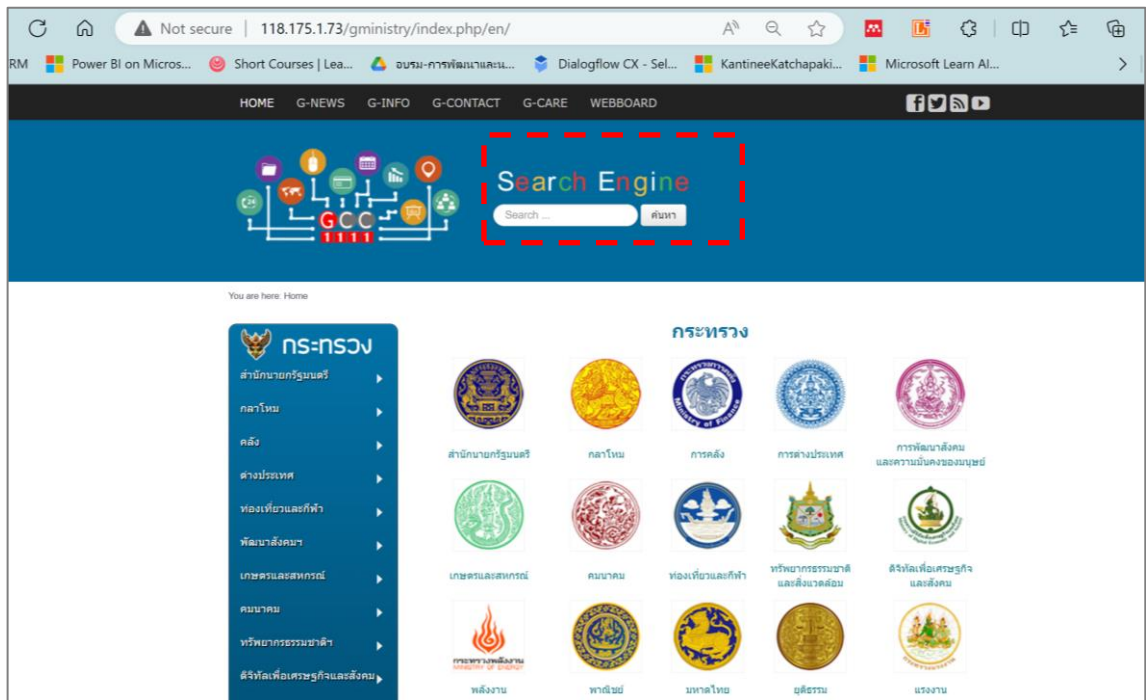 Not secure | 118.175.1.73/gministry/index.php/en/
RM Power BI on Micros... Short Courses | Lea... อบรม-การพัฒนาและน... Dialogflow CX - Sel... KantineeKatchapaki... Microsoft Learn AI...
HOME G-NEWS G-INFO G-CONTACT G-CARE WEBBOARD
Search Engine
Search ... ค้นหา
GCC
1111
You are here: Home
กระทรวง
สำนักนายกรัฐมนตรี
กลาโหม
คลัง
ต่างประเทศ
ท่องเที่ยวและกีฬา
พัฒนาสังคมฯ
เกษตรและสหกรณ์
คมนาคม
ทรัพยากรธรรมชาติฯ
ดิจิทัลเพื่อเศรษฐกิจและสังคม
กระทรวง
สำนักนายกรัฐมนตรี กลาโหม การคลัง การต่างประเทศ การพัฒนาสังคม
และความมั่นคงของมนุษย์
เกษตรและสหกรณ์ คมนาคม ท่องเที่ยวและกีฬา ทรัพยากรธรรมชาติ ดิจิทัลเพื่อเศรษฐกิจ
และสิ่งแวดล้อม และสังคม
กระทรวงพลังงาน
MINISTRY OF ENERGY
พลังงาน พาณิชย์ มหาดไทย ยุติธรรม แรงงาน